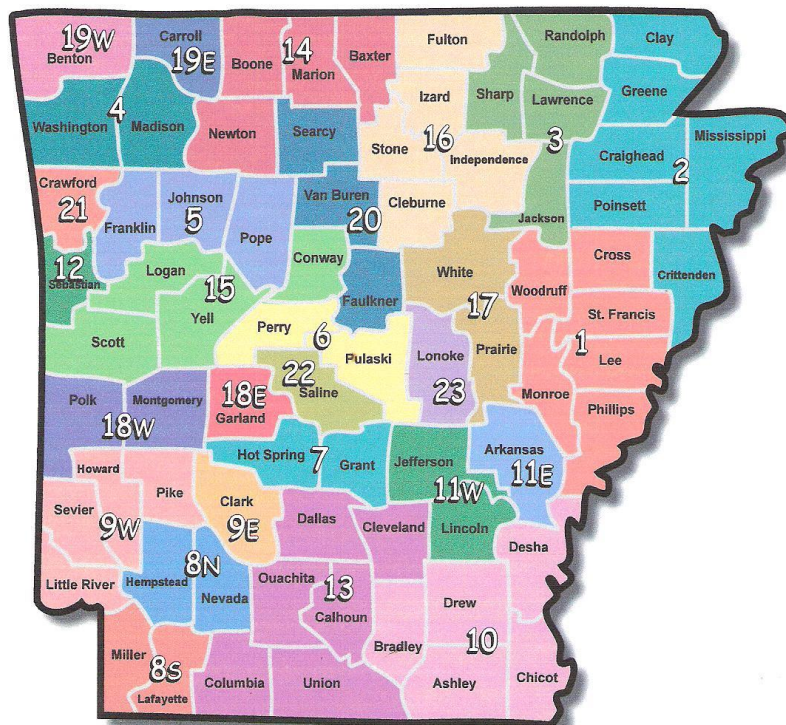 19W
Benton
Carroll
19E
Boone
14
Marion
Baxter
Fulton
Randolph
Clay
Washington
4
Madison
Newton
Searcy
Izard
Sharp
Lawrence
Greene
Stone
16
Independence
3
Craighead
Mississippi
2
Crawford
21
Franklin
Johnson
5
Pope
Van Buren
20
Cleburne
Jackson
Poinsett
12
Sebastian
Logan
15
Yell
Conway
Faulkner
White
17
Woodruff
Cross
Crittenden
St. Francis
Scott
Perry
6
Pulaski
Lonoke
23
Prairie
1
Lee
Monroe
Phillips
Polk
18W
Montgomery
18E
Garland
22
Saline
Hot Spring
7
Grant
Jefferson
11W
Lincoln
Arkansas
11E
Howard
Sevier
9W
Pike
Clark
9E
Dallas
Cleveland
Desha
Little River
Hempstead
8N
Nevada
Ouachita
13
Calhoun
Drew
10
Bradley
Miller
8S
Lafayette
Columbia
Union
Ashley
Chicot